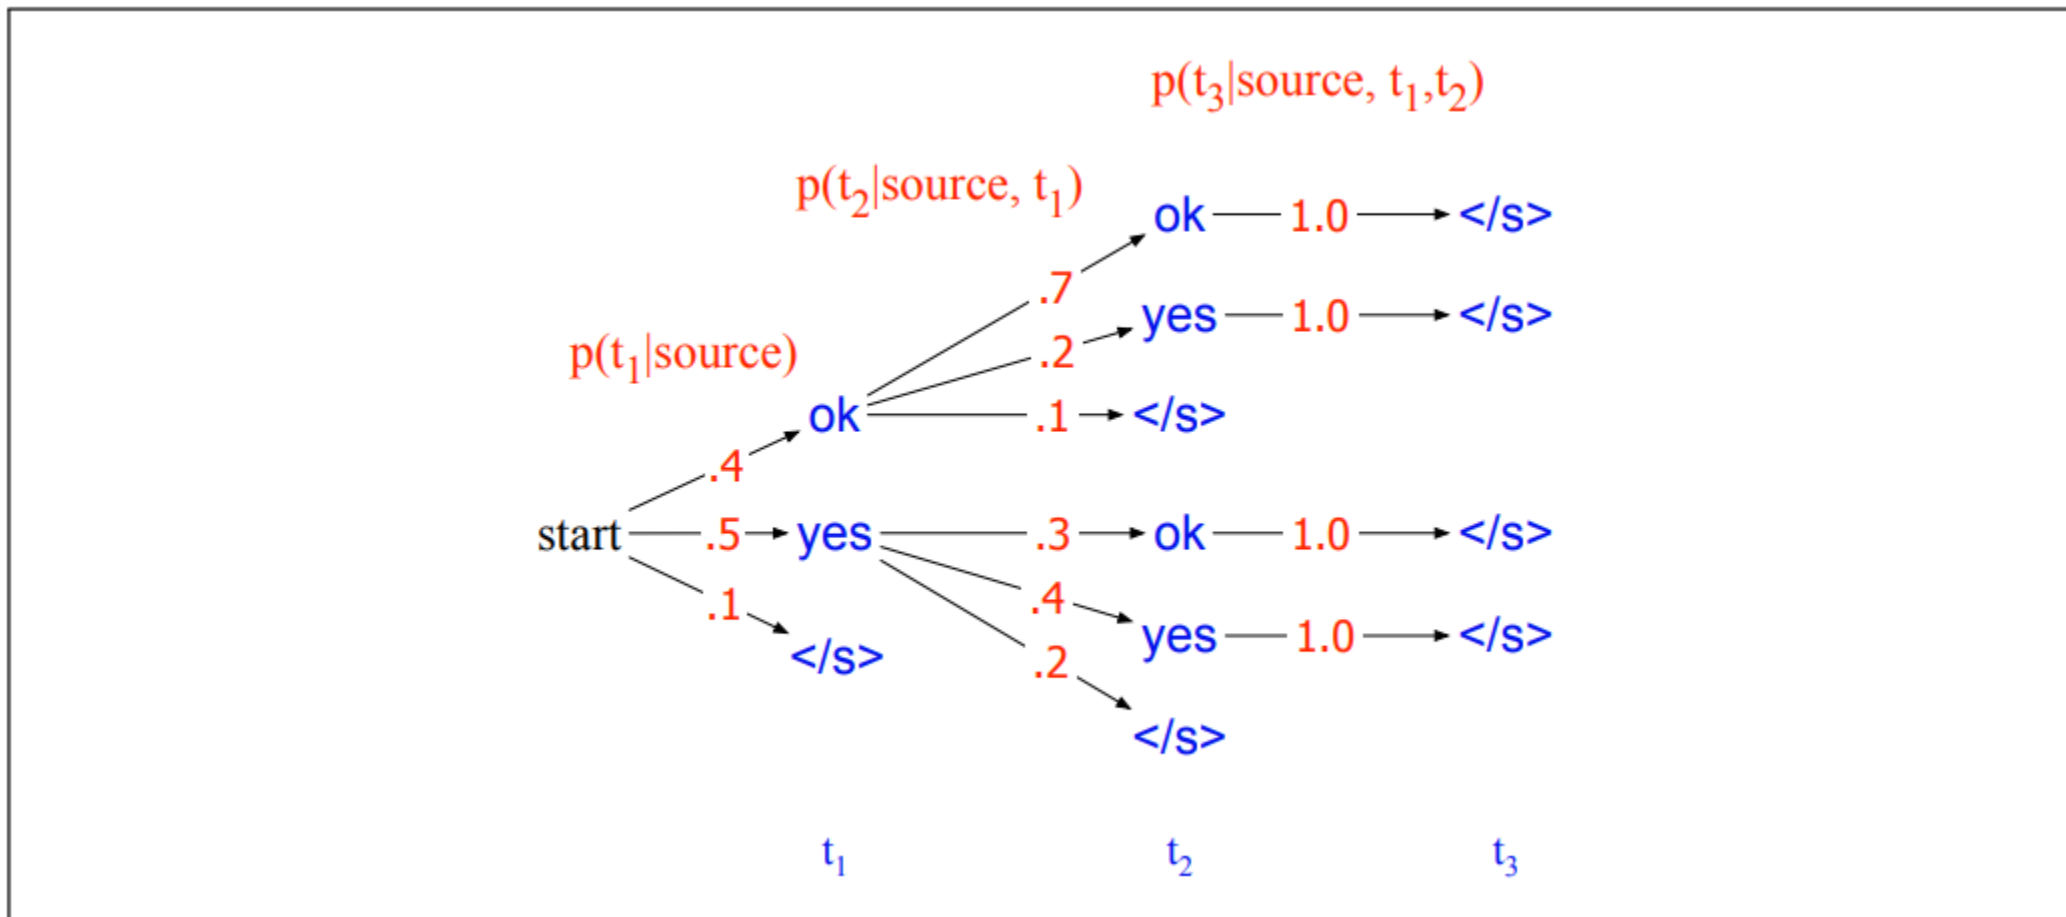 p(t3|source, t1,t2)
p(t2|source, t1)
ok 1.0 </s>
.7
yes 1.0 </s>
p(t1|source)
.2
ok .1 </s>
.4
start .5 yes .3 ok 1.0 </s>
.4
.1
yes 1.0 </s>
</s> .2
</s>
t1 t2 t3